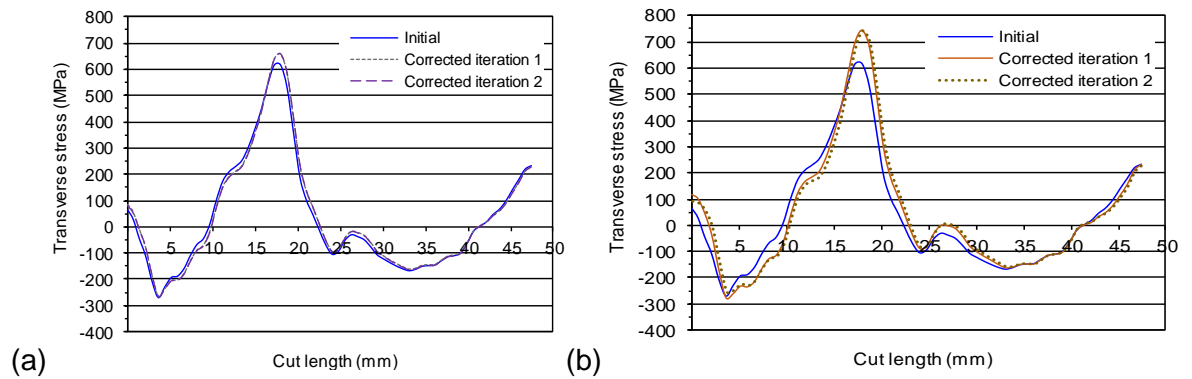 800
700
600
500
400
300
200
100
0
-100
-200
-300
-400
5 10 15 20 25 30 35 40 45 50
Transverse stress (MPa)
Cut length (mm)
Initial
Corrected iteration 1
Corrected iteration 2
(a)
800
700
600
500
400
300
200
100
0
-100
-200
-300
-400
5 10 15 20 25 30 35 40 45 50
Transverse stress (MPa)
Cut length (mm)
Initial
Corrected iteration 1
Corrected iteration 2
(b)